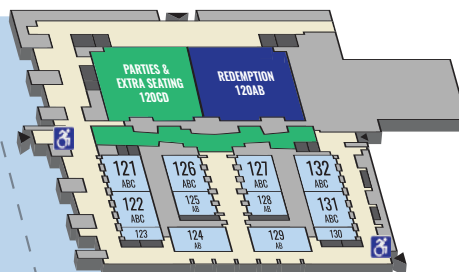 PARTIES &
EXTRA SEATING
120CD
REDEMPTION
120AB
121
ABC
126
ABC
127
ABC
132
ABC
122
ABC
125
AB
128
AB
131
ABC
123
124
AB
129
AB
130